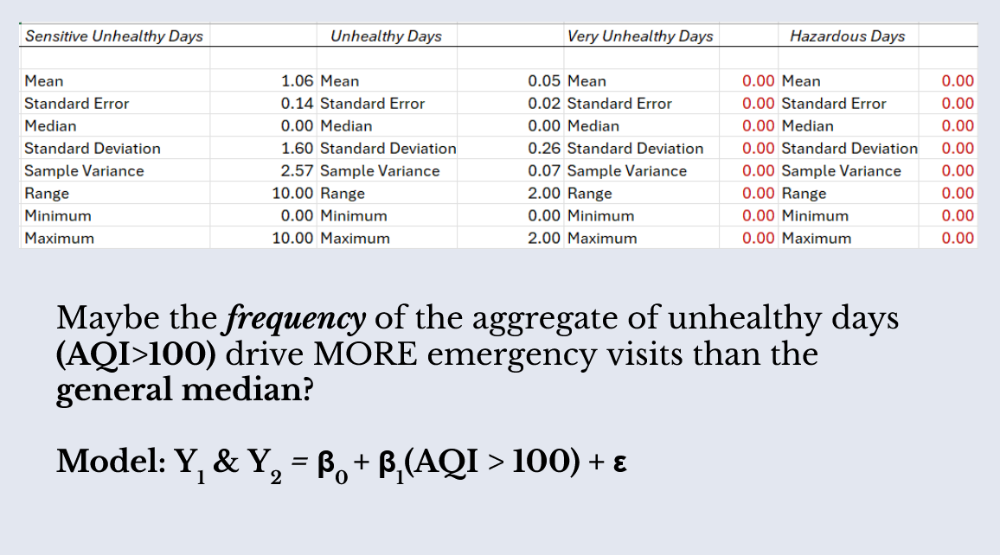 Sensitive Unhealthy Days Unhealthy Days Very Unhealthy Days Hazardous Days
Mean 1.06 Mean 0.05 Mean 0.00 Mean 0.00
Standard Error 0.14 Standard Error 0.02 Standard Error 0.00 Standard Error 0.00
Median 0.00 Median 0.00 Median 0.00 Median 0.00
Standard Deviation 1.60 Standard Deviation 0.26 Standard Deviation 0.00 Standard Deviation 0.00
Sample Variance 2.57 Sample Variance 0.07 Sample Variance 0.00 Sample Variance 0.00
Range 10.00 Range 2.00 Range 0.00 Range 0.00
Minimum 0.00 Minimum 0.00 Minimum 0.00 Minimum 0.00
Maximum 10.00 Maximum 2.00 Maximum 0.00 Maximum 0.00
Maybe the frequency of the aggregate of unhealthy days
(AQI>100) drive MORE emergency visits than the
general median?
Model: Y₁ & Y₂ = β₀ + β₁(AQI > 100) + ε